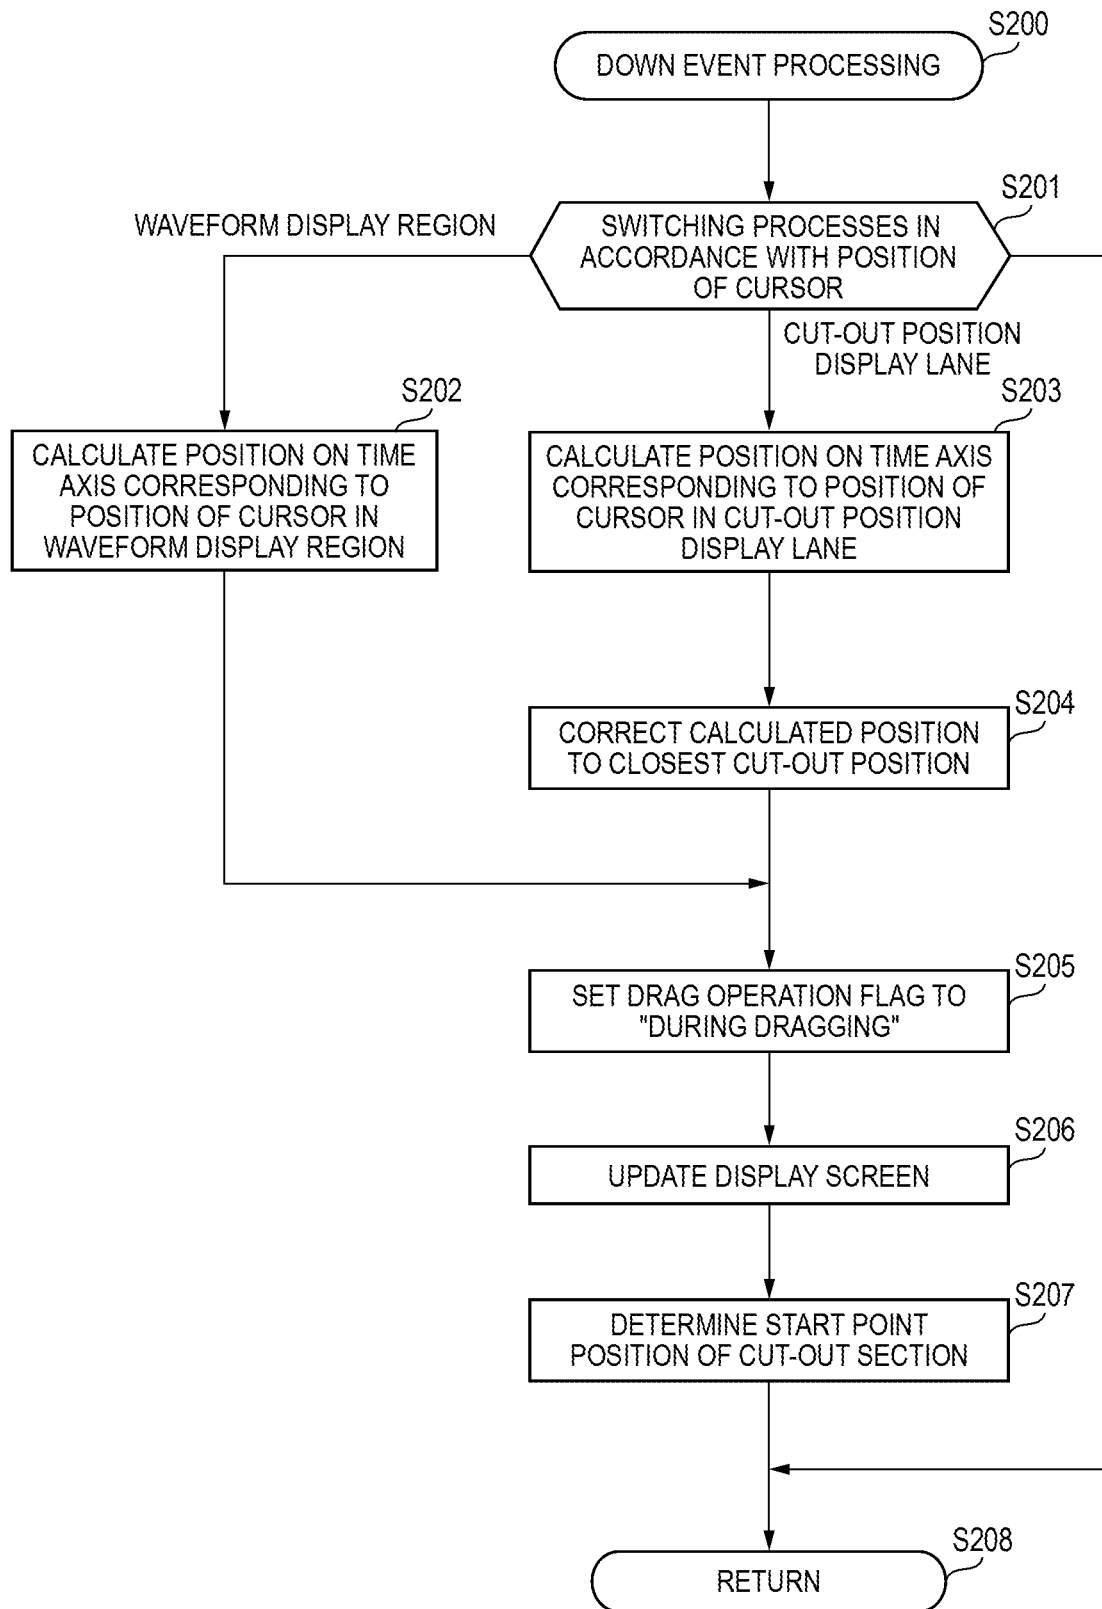 S200
DOWN EVENT PROCESSING
S201
WAVEFORM DISPLAY REGION
SWITCHING PROCESSES IN
ACCORDANCE WITH POSITION
OF CURSOR
CUT-OUT POSITION
DISPLAY LANE
S202
CALCULATE POSITION ON TIME
AXIS CORRESPONDING TO
POSITION OF CURSOR IN
WAVEFORM DISPLAY REGION
S203
CALCULATE POSITION ON TIME AXIS
CORRESPONDING TO POSITION OF
CURSOR IN CUT-OUT POSITION
DISPLAY LANE
S204
CORRECT CALCULATED POSITION
TO CLOSEST CUT-OUT POSITION
S205
SET DRAG OPERATION FLAG TO
"DURING DRAGGING"
S206
UPDATE DISPLAY SCREEN
S207
DETERMINE START POINT
POSITION OF CUT-OUT SECTION
S208
RETURN